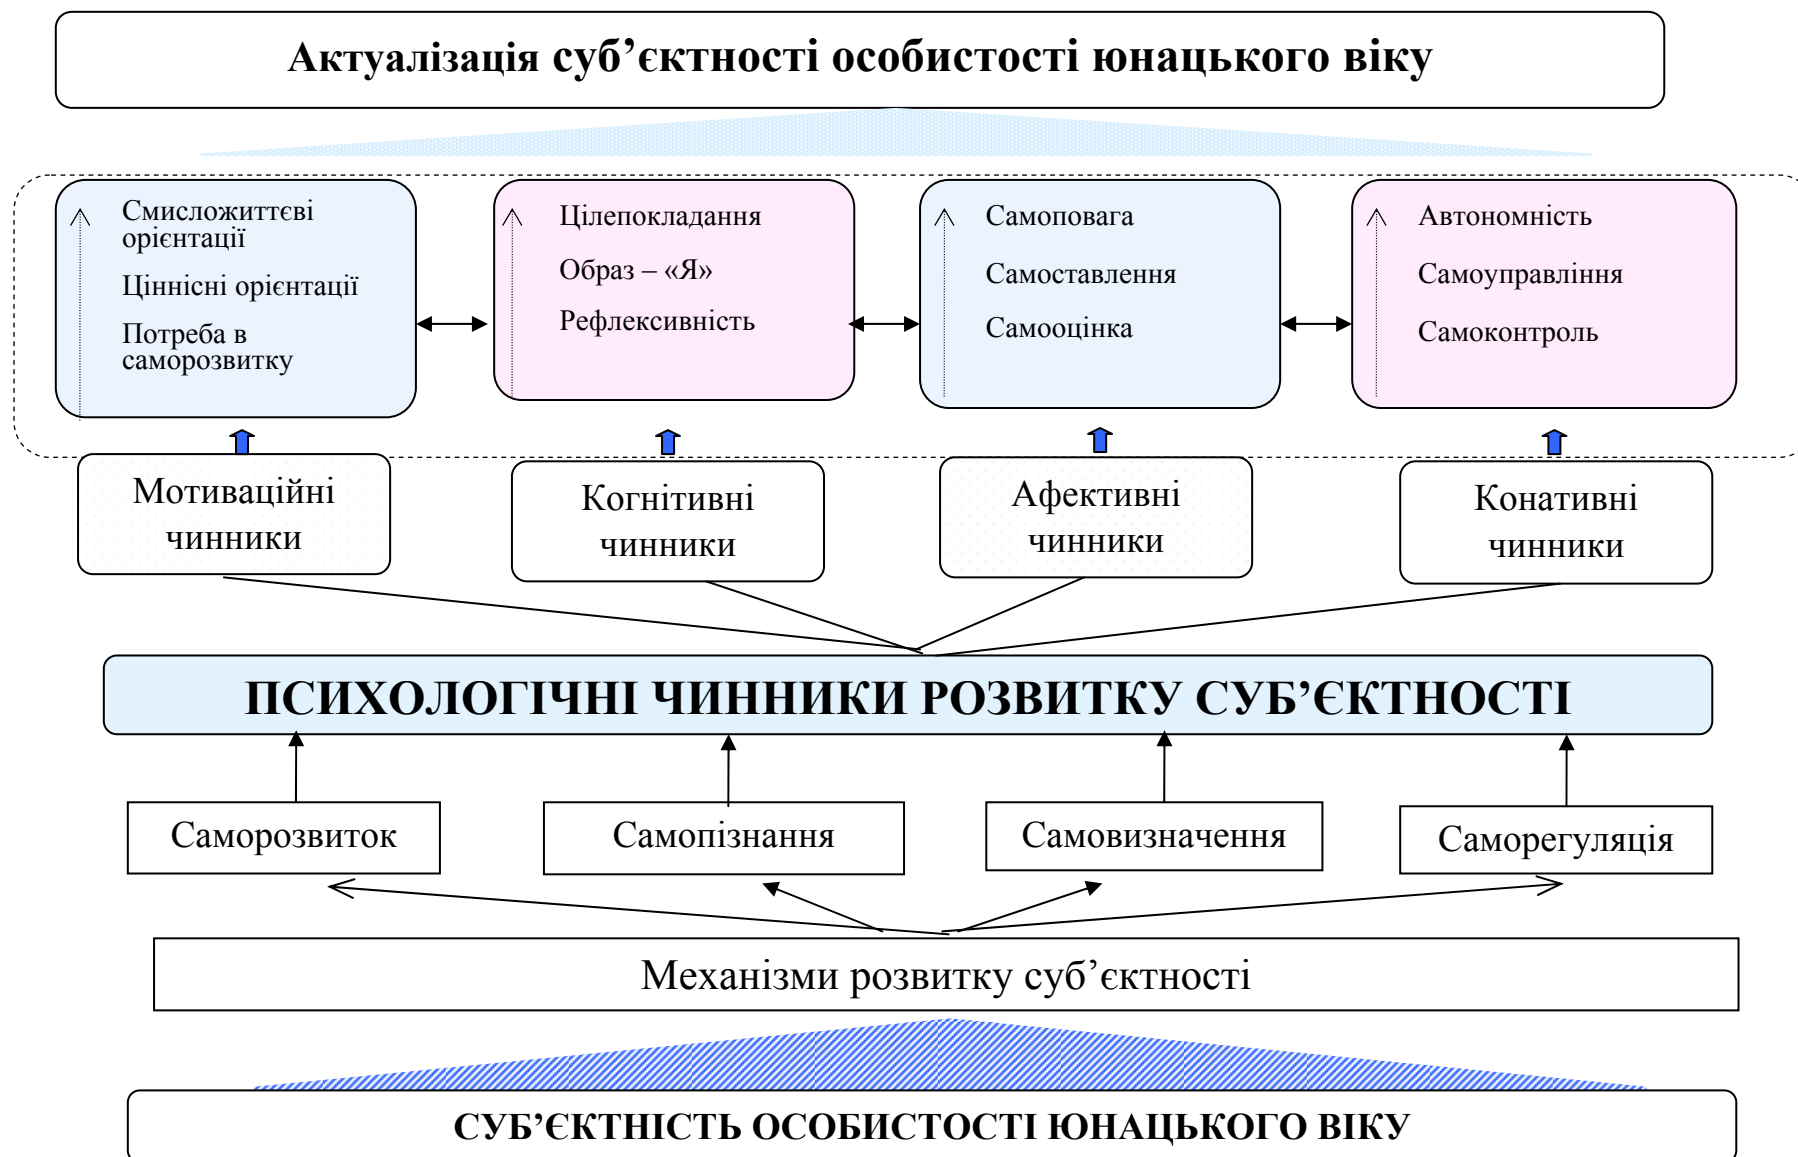 Актуалізація суб’єктності особистості юнацького віку
Смисложиттєві
орієнтації
Ціннісні орієнтації
Потреба в
саморозвитку
Цілепокладання
Образ – «Я»
Рефлексивність
Самоповага
Самоставлення
Самооцінка
Автономність
Самоуправління
Самоконтроль
Мотиваційні
чинники
Когнітивні
чинники
Афективні
чинники
Конативні
чинники
ПСИХОЛОГІЧНІ ЧИННИКИ РОЗВИТКУ СУБ’ЄКТНОСТІ
Саморозвиток
Самопізнання
Самовизначення
Саморегуляція
Механізми розвитку суб’єктності
СУБ’ЄКТНІСТЬ ОСОБИСТОСТІ ЮНАЦЬКОГО ВІКУ